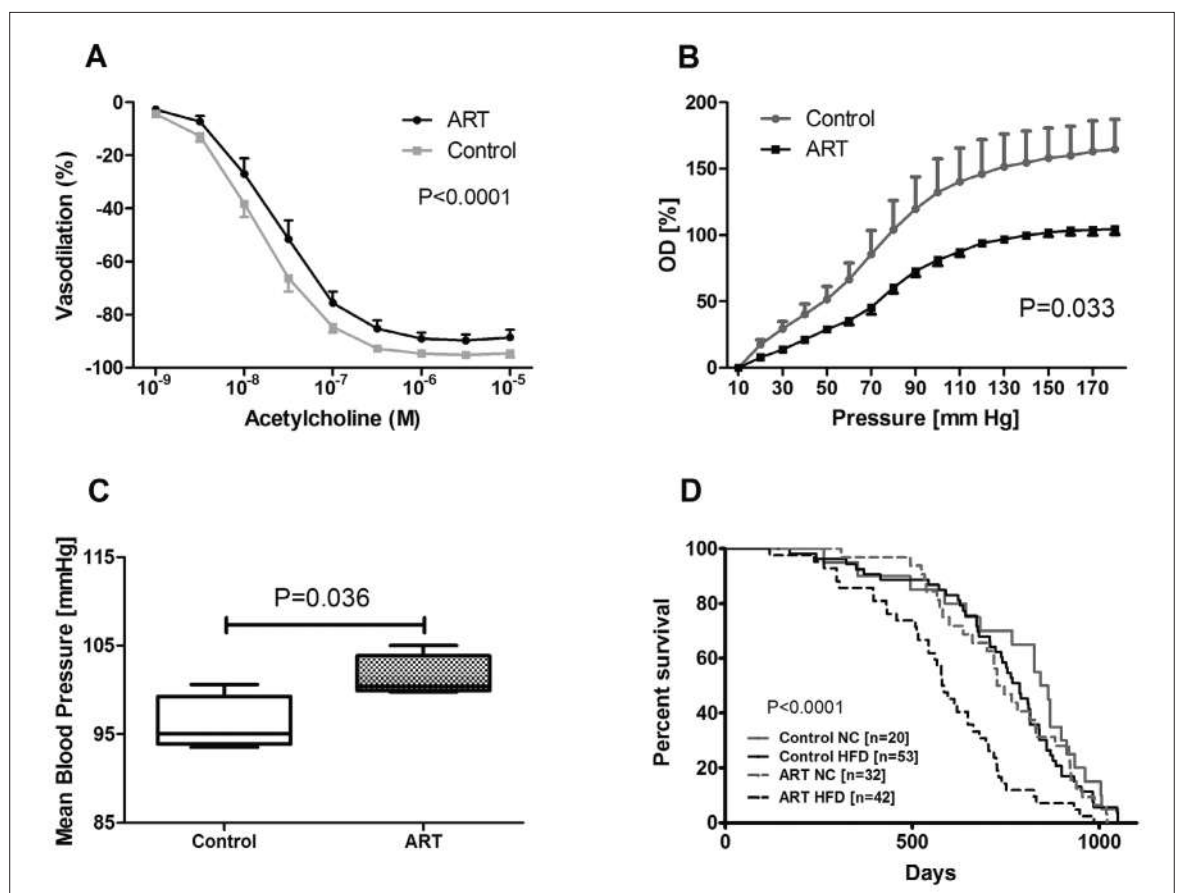 A
Vasodilation (%)
0
-20
-40
-60
-80
-100
ART
Control
P<0.0001
10-9
10-8
10-7
10-6
10-5
Acetylcholine (M)
B
OD [%]
200
150
100
50
0
Control
ART
P=0.033
10 30 50 70 90 110 130 150 170
Pressure [mm Hg]
C
Mean Blood Pressure [mmHg]
115
105
95
85
P=0.036
Control ART
D
Percent survival
100
80
60
40
20
0
P<0.0001
Control NC [n=20]
Control HFD [n=53]
ART NC [n=32]
ART HFD [n=42]
0 500 1000
Days